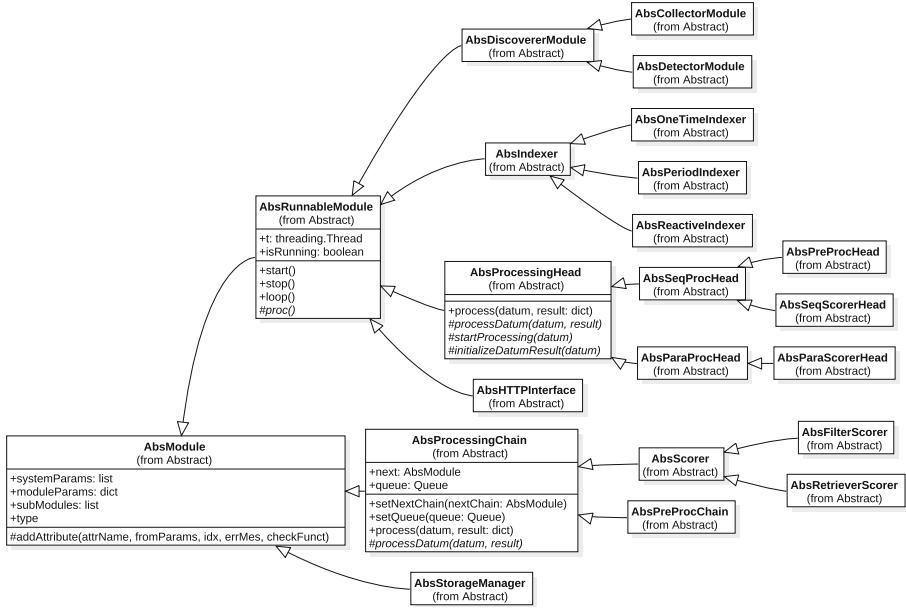 AbsCollectorModule
(from Abstract)
AbsDiscovererModule
(from Abstract)
AbsDetectorModule
(from Abstract)
AbsOneTimeIndexer
(from Abstract)
AbsIndexer
(from Abstract)
AbsPeriodIndexer
(from Abstract)
AbsReactiveIndexer
(from Abstract)
AbsRunnableModule
(from Abstract)
+t: threading.Thread
+isRunning: boolean
+start()
+stop()
+loop()
#proc()
AbsProcessingHead
(from Abstract)
+process(datum, result: dict)
#processDatum(datum, result)
#startProcessing(datum)
#initializeDatumResult(datum)
AbsSeqProcHead
(from Abstract)
AbsPreProcHead
(from Abstract)
AbsSeqScorerHead
(from Abstract)
AbsParaProcHead
(from Abstract)
AbsParaScorerHead
(from Abstract)
AbsHTTPInterface
(from Abstract)
AbsModule
(from Abstract)
+systemParams: list
+moduleParams: dict
+subModules: list
+type
#addAttribute(attrName, fromParams, idx, errMes, checkFunct)
AbsProcessingChain
(from Abstract)
+next: AbsModule
+queue: Queue
+setNextChain(nextChain: AbsModule)
+setQueue(queue: Queue)
+process(datum, result: dict)
#processDatum(datum, result)
AbsScorer
(from Abstract)
AbsFilterScorer
(from Abstract)
AbsRetrieverScorer
(from Abstract)
AbsPreProcChain
(from Abstract)
AbsStorageManager
(from Abstract)